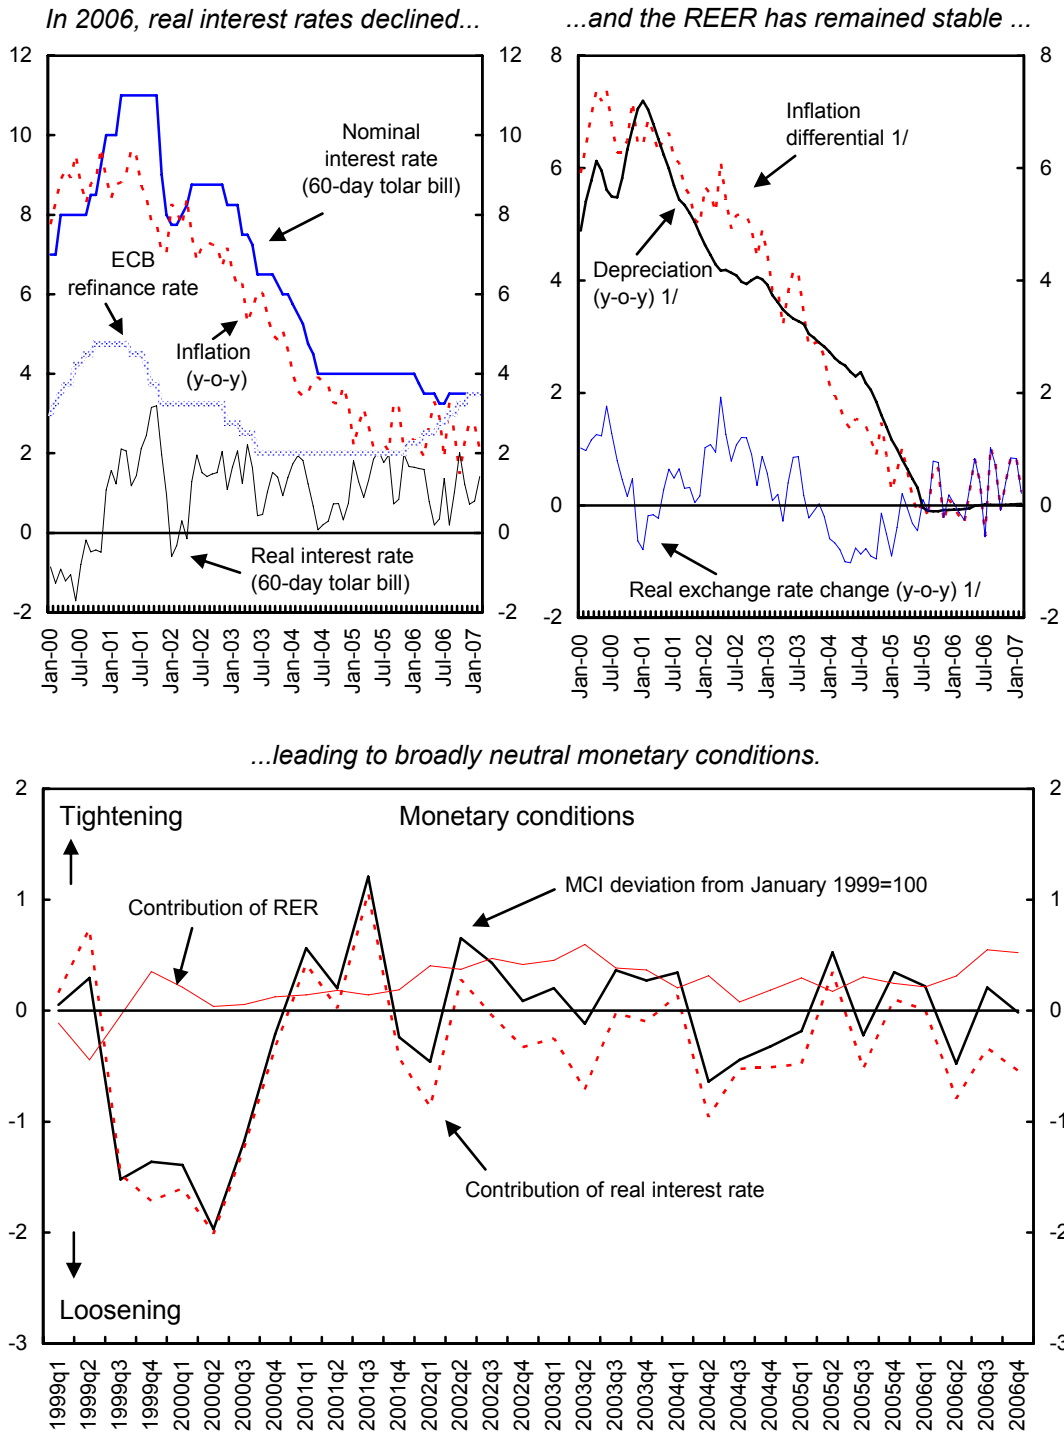 In 2006, real interest rates declined...
12
10
8
6
4
2
0
-2
12
10
8
6
4
2
0
-2
Nominal
interest rate
(60-day tolar bill)
ECB
refinance rate
Inflation
(y-o-y)
Real interest rate
(60-day tolar bill)
Jan-00
Jul-00
Jan-01
Jul-01
Jan-02
Jul-02
Jan-03
Jul-03
Jan-04
Jul-04
Jan-05
Jul-05
Jan-06
Jul-06
Jan-07
...and the REER has remained stable ...
8
6
4
2
0
-2
8
6
4
2
0
-2
Inflation
differential 1/
Depreciation
(y-o-y) 1/
Real exchange rate change (y-o-y) 1/
Jan-00
Jul-00
Jan-01
Jul-01
Jan-02
Jul-02
Jan-03
Jul-03
Jan-04
Jul-04
Jan-05
Jul-05
Jan-06
Jul-06
Jan-07
...leading to broadly neutral monetary conditions.
2
1
0
-1
-2
-3
2
1
0
-1
-2
-3
Tightening
Monetary conditions
MCI deviation from January 1999=100
Contribution of RER
Contribution of real interest rate
Loosening
1999q1
1999q2
1999q3
1999q4
2000q1
2000q2
2000q3
2000q4
2001q1
2001q2
2001q3
2001q4
2002q1
2002q2
2002q3
2002q4
2003q1
2003q2
2003q3
2003q4
2004q1
2004q2
2004q3
2004q4
2005q1
2005q2
2005q3
2005q4
2006q1
2006q2
2006q3
2006q4